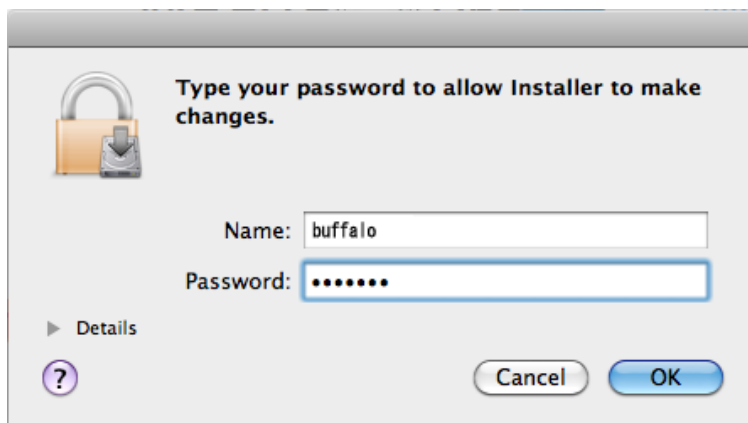 Type your password to allow Installer to make
changes.
Name: buffalo
Password: •••••••
Details
?
Cancel
OK